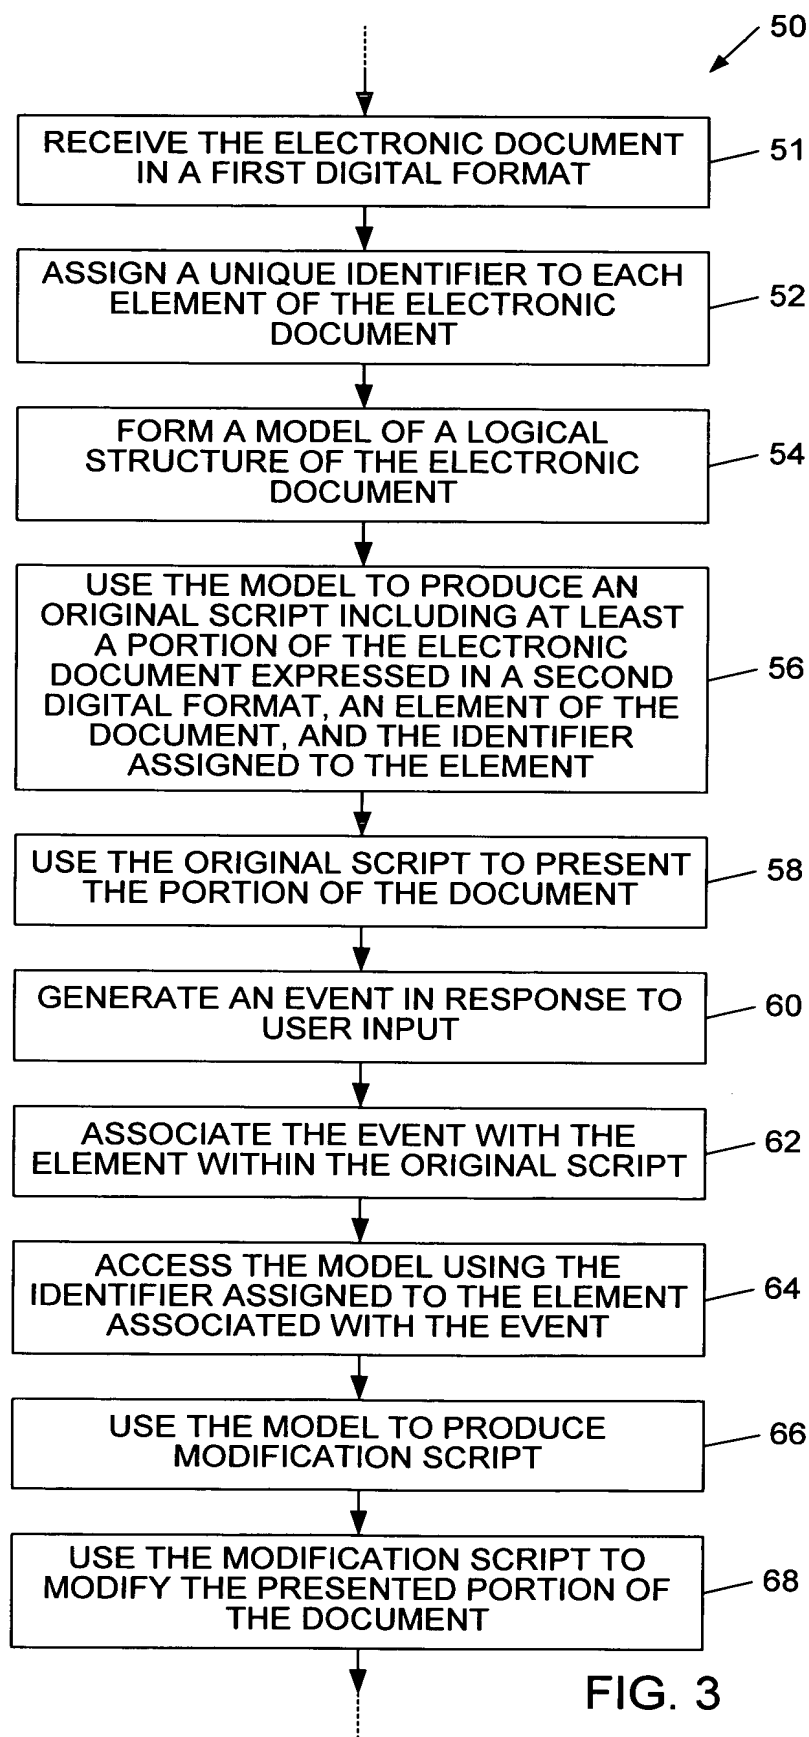 50
RECEIVE THE ELECTRONIC DOCUMENT
IN A FIRST DIGITAL FORMAT
51
ASSIGN A UNIQUE IDENTIFIER TO EACH
ELEMENT OF THE ELECTRONIC
DOCUMENT
52
FORM A MODEL OF A LOGICAL
STRUCTURE OF THE ELECTRONIC
DOCUMENT
54
USE THE MODEL TO PRODUCE AN
ORIGINAL SCRIPT INCLUDING AT LEAST
A PORTION OF THE ELECTRONIC
DOCUMENT EXPRESSED IN A SECOND
DIGITAL FORMAT, AN ELEMENT OF THE
DOCUMENT, AND THE IDENTIFIER
ASSIGNED TO THE ELEMENT
56
USE THE ORIGINAL SCRIPT TO PRESENT
THE PORTION OF THE DOCUMENT
58
GENERATE AN EVENT IN RESPONSE TO
USER INPUT
60
ASSOCIATE THE EVENT WITH THE
ELEMENT WITHIN THE ORIGINAL SCRIPT
62
ACCESS THE MODEL USING THE
IDENTIFIER ASSIGNED TO THE ELEMENT
ASSOCIATED WITH THE EVENT
64
USE THE MODEL TO PRODUCE
MODIFICATION SCRIPT
66
USE THE MODIFICATION SCRIPT TO
MODIFY THE PRESENTED PORTION OF
THE DOCUMENT
68
FIG. 3